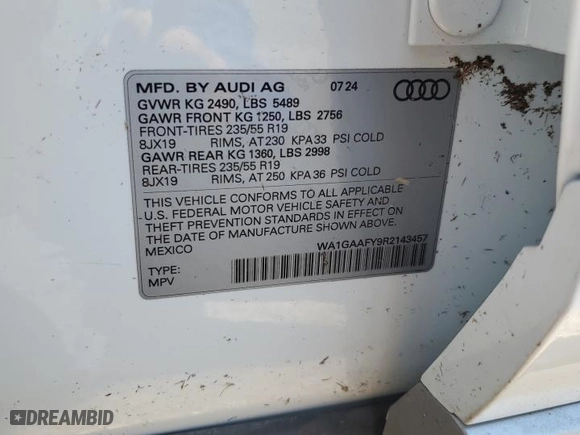 MFD. BY AUDI AG 07 24
GVWR KG 2490, LBS 5489
GAWR FRONT KG 1250, LBS 2756
FRONT-TIRES 235/55 R19
8JX19 RIMS, AT 230 KPA 33 PSI COLD
GAWR REAR KG 1360, LBS 2998
REAR-TIRES 235/55 R19
8JX19 RIMS, AT 250 KPA 36 PSI COLD
THIS VEHICLE CONFORMS TO ALL APPLICABLE
U.S. FEDERAL MOTOR VEHICLE SAFETY AND
THEFT PREVENTION STANDARDS IN EFFECT ON
THE DATE OF MANUFACTURE SHOWN ABOVE.
MEXICO WA1GAAFY9R2143457
TYPE:
MPV
DREAMBID